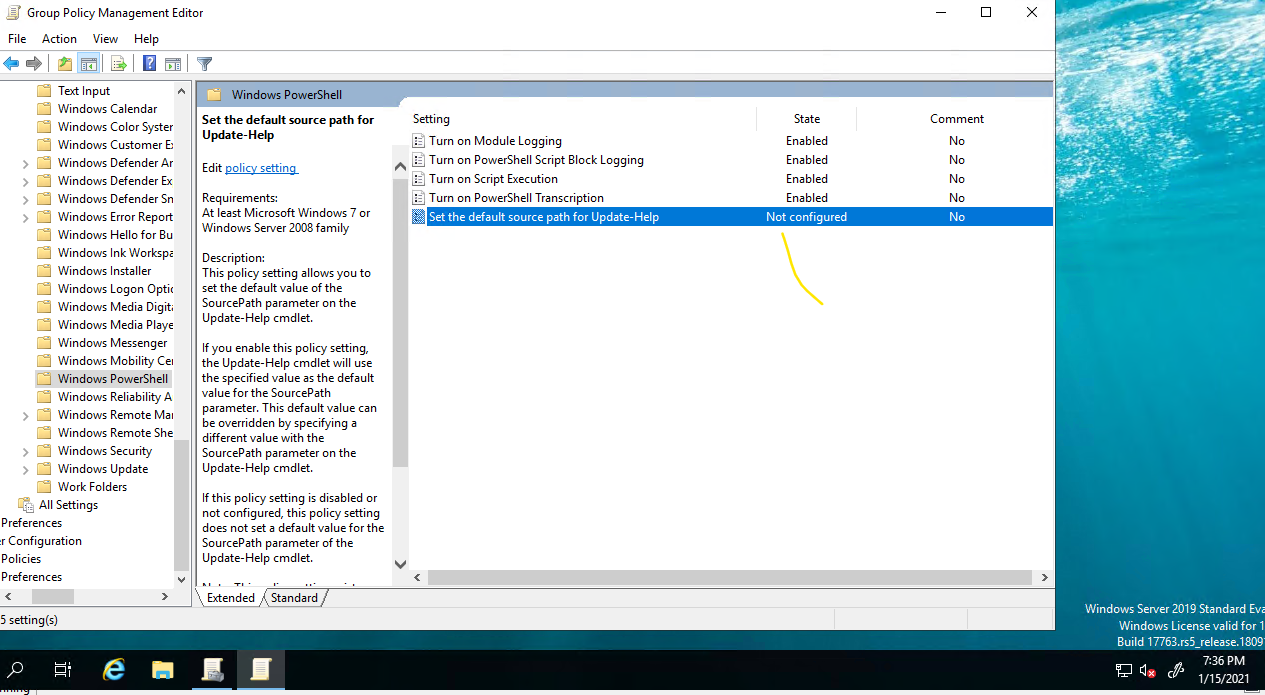 Group Policy Management Editor
File Action View Help
Text Input
Windows Calendar
Windows Color System
Windows Customer Ex
Windows Defender An
Windows Defender Ex
Windows Defender Sm
Windows Error Report
Windows Hello for Bu
Windows Ink Workspa
Windows Installer
Windows Logon Optio
Windows Media Digita
Windows Media Playe
Windows Messenger
Windows Mobility Cen
Windows PowerShell
Windows Reliability A
Windows Remote Man
Windows Remote She
Windows Security
Windows Update
Work Folders
All Settings
Preferences
r Configuration
Policies
Preferences
Windows PowerShell
Set the default source path for
Update-Help
Edit policy setting
Requirements:
At least Microsoft Windows 7 or
Windows Server 2008 family
Description:
This policy setting allows you to
set the default value of the
SourcePath parameter on the
Update-Help cmdlet.
If you enable this policy setting,
the Update-Help cmdlet will use
the specified value as the default
value for the SourcePath
parameter. This default value can
be overridden by specifying a
different value with the
SourcePath parameter on the
Update-Help cmdlet.
If this policy setting is disabled or
not configured, this policy setting
does not set a default value for the
SourcePath parameter of the
Update-Help cmdlet.
Setting State Comment
Turn on Module Logging Enabled No
Turn on PowerShell Script Block Logging Enabled No
Turn on Script Execution Enabled No
Turn on PowerShell Transcription Enabled No
Set the default source path for Update-Help Not configured No
Extended Standard
5 setting(s)
Windows Server 2019 Standard Eva
Windows License valid for 1
Build 17763.rs5_release.1809
7:36 PM
1/15/2021